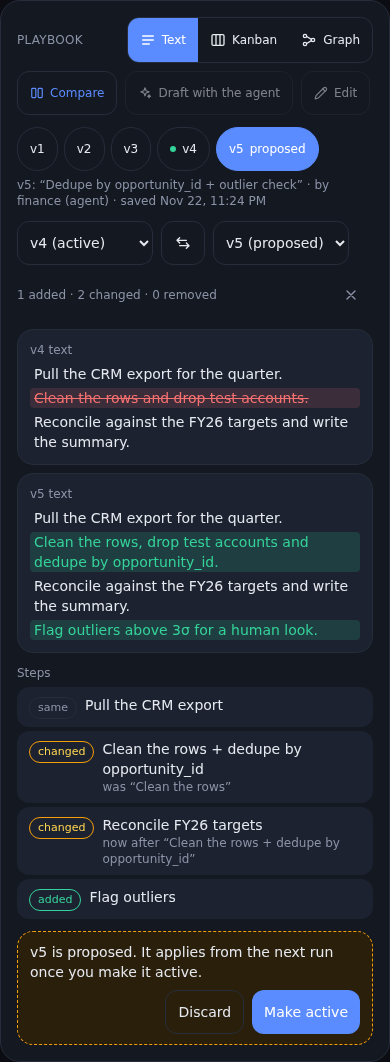 PLAYBOOK
Text
Kanban
Graph
Compare
Draft with the agent
Edit
v1
v2
v3
v4
v5 proposed
v5: “Dedupe by opportunity_id + outlier check” · by
finance (agent) · saved Nov 22, 11:24 PM
v4 (active)
v5 (proposed)
1 added · 2 changed · 0 removed
v4 text
Pull the CRM export for the quarter.
Clean the rows and drop test accounts.
Reconcile against the FY26 targets and write
the summary.
v5 text
Pull the CRM export for the quarter.
Clean the rows, drop test accounts and
dedupe by opportunity_id.
Reconcile against the FY26 targets and write
the summary.
Flag outliers above 3σ for a human look.
Steps
same
Pull the CRM export
changed
Clean the rows + dedupe by
opportunity_id
was “Clean the rows”
changed
Reconcile FY26 targets
now after “Clean the rows + dedupe by
opportunity_id”
added
Flag outliers
v5 is proposed. It applies from the next run
once you make it active.
Discard
Make active